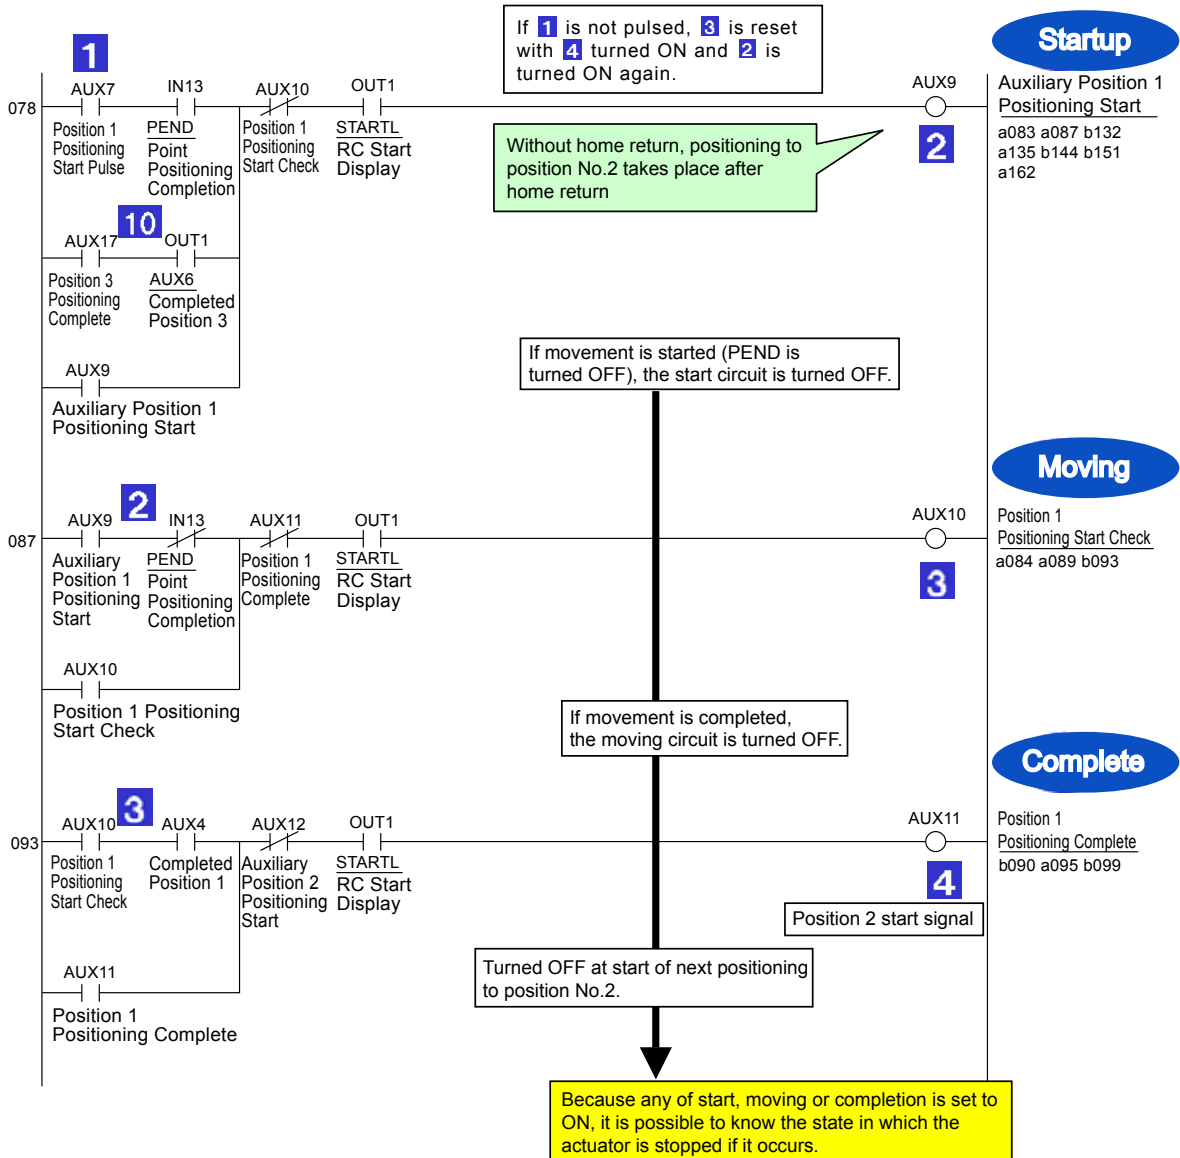 If 1 is not pulsed, 3 is reset
with 4 turned ON and 2 is
turned ON again.
Startup
1
AUX7
IN13
AUX10
OUT1
AUX9
078
Position 1
Positioning
Start Pulse
PEND
Point
Positioning
Completion
Position 1
Positioning
Start Check
STARTL
RC Start
Display
2
Auxiliary Position 1
Positioning Start
a083 a087 b132
a135 b144 b151
a162
Without home return, positioning to
position No.2 takes place after
home return
10
AUX17
OUT1
Position 3
Positioning
Complete
AUX6
Completed
Position 3
AUX9
Auxiliary Position 1
Positioning Start
If movement is started (PEND is
turned OFF), the start circuit is turned OFF.
Moving
2
AUX9
IN13
AUX11
OUT1
AUX10
087
Auxiliary
Position 1
Positioning
Start
PEND
Point
Positioning
Completion
Position 1
Positioning
Complete
STARTL
RC Start
Display
3
Position 1
Positioning Start Check
a084 a089 b093
AUX10
Position 1 Positioning
Start Check
If movement is completed,
the moving circuit is turned OFF.
Complete
3
AUX10
AUX4
AUX12
OUT1
AUX11
093
Position 1
Positioning
Start Check
Completed
Position 1
Auxiliary
Position 2
Positioning
Start
STARTL
RC Start
Display
4
Position 1
Positioning Complete
b090 a095 b099
Position 2 start signal
AUX11
Position 1
Positioning Complete
Turned OFF at start of next positioning
to position No.2.
Because any of start, moving or completion is set to
ON, it is possible to know the state in which the
actuator is stopped if it occurs.